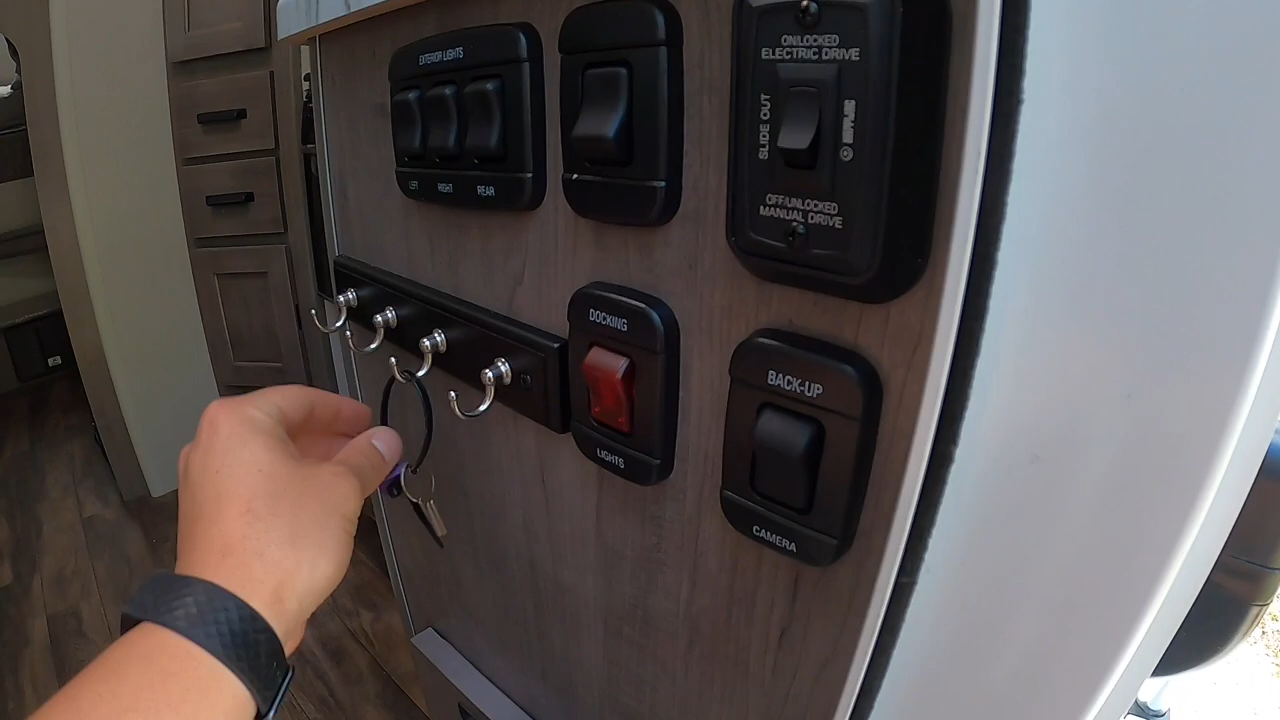 EXTERIOR LIGHTS
LEFT
RIGHT
REAR
ON/LOCKED
ELECTRIC DRIVE
SLIDE OUT
OFF/UNLOCKED
MANUAL DRIVE
DOCKING
LIGHTS
BACK-UP
CAMERA